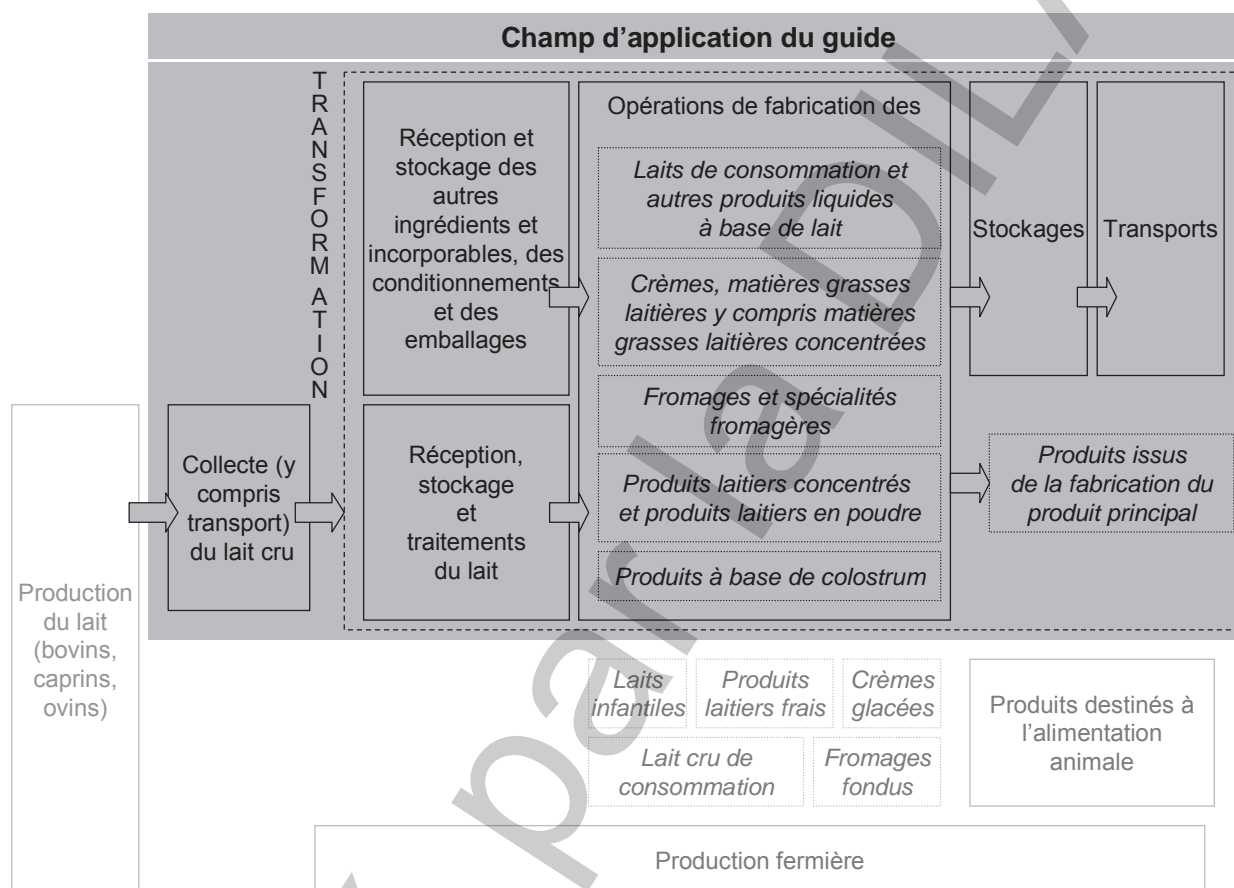 Champ d'application du guide
TRANSFORMATION
Réception et
stockage des
autres
ingrédients et
incorporables, des
conditionnements
et des
emballages
Opérations de fabrication des
Laits de consommation et
autres produits liquides
à base de lait
Crèmes, matières grasses
laitières y compris matières
grasses laitières concentrées
Fromages et spécialités
fromagères
Produits laitiers concentrés
et produits laitiers en poudre
Produits à base de colostrum
Stockages
Transports
Collecte (y
compris
transport)
du lait cru
Réception,
stockage
et
traitements
du lait
Produits issus
de la fabrication du
produit principal
Production
du lait
(bovins,
caprins,
ovins)
Laits
infantiles
Produits
laitiers frais
Crèmes
glacées
Lait cru de
consommation
Fromages
fondus
Produits destinés à
l'alimentation
animale
Production fermière
par la DILA